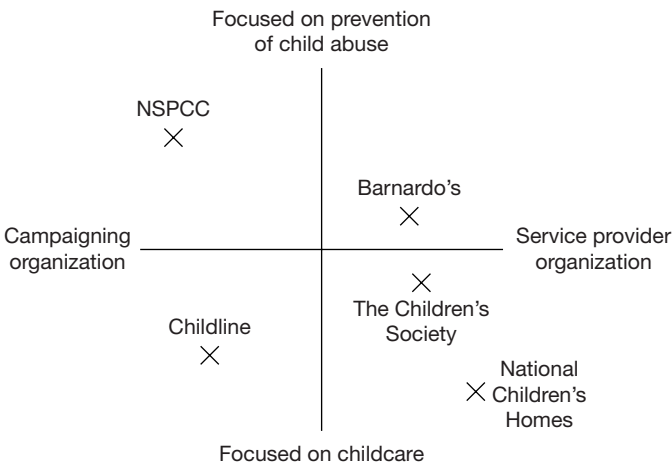 Focused on prevention
of child abuse
NSPCC
Barnardo’s
Campaigning
organization
Service provider
organization
The Children’s
Society
Childline
National
Children’s
Homes
Focused on childcare